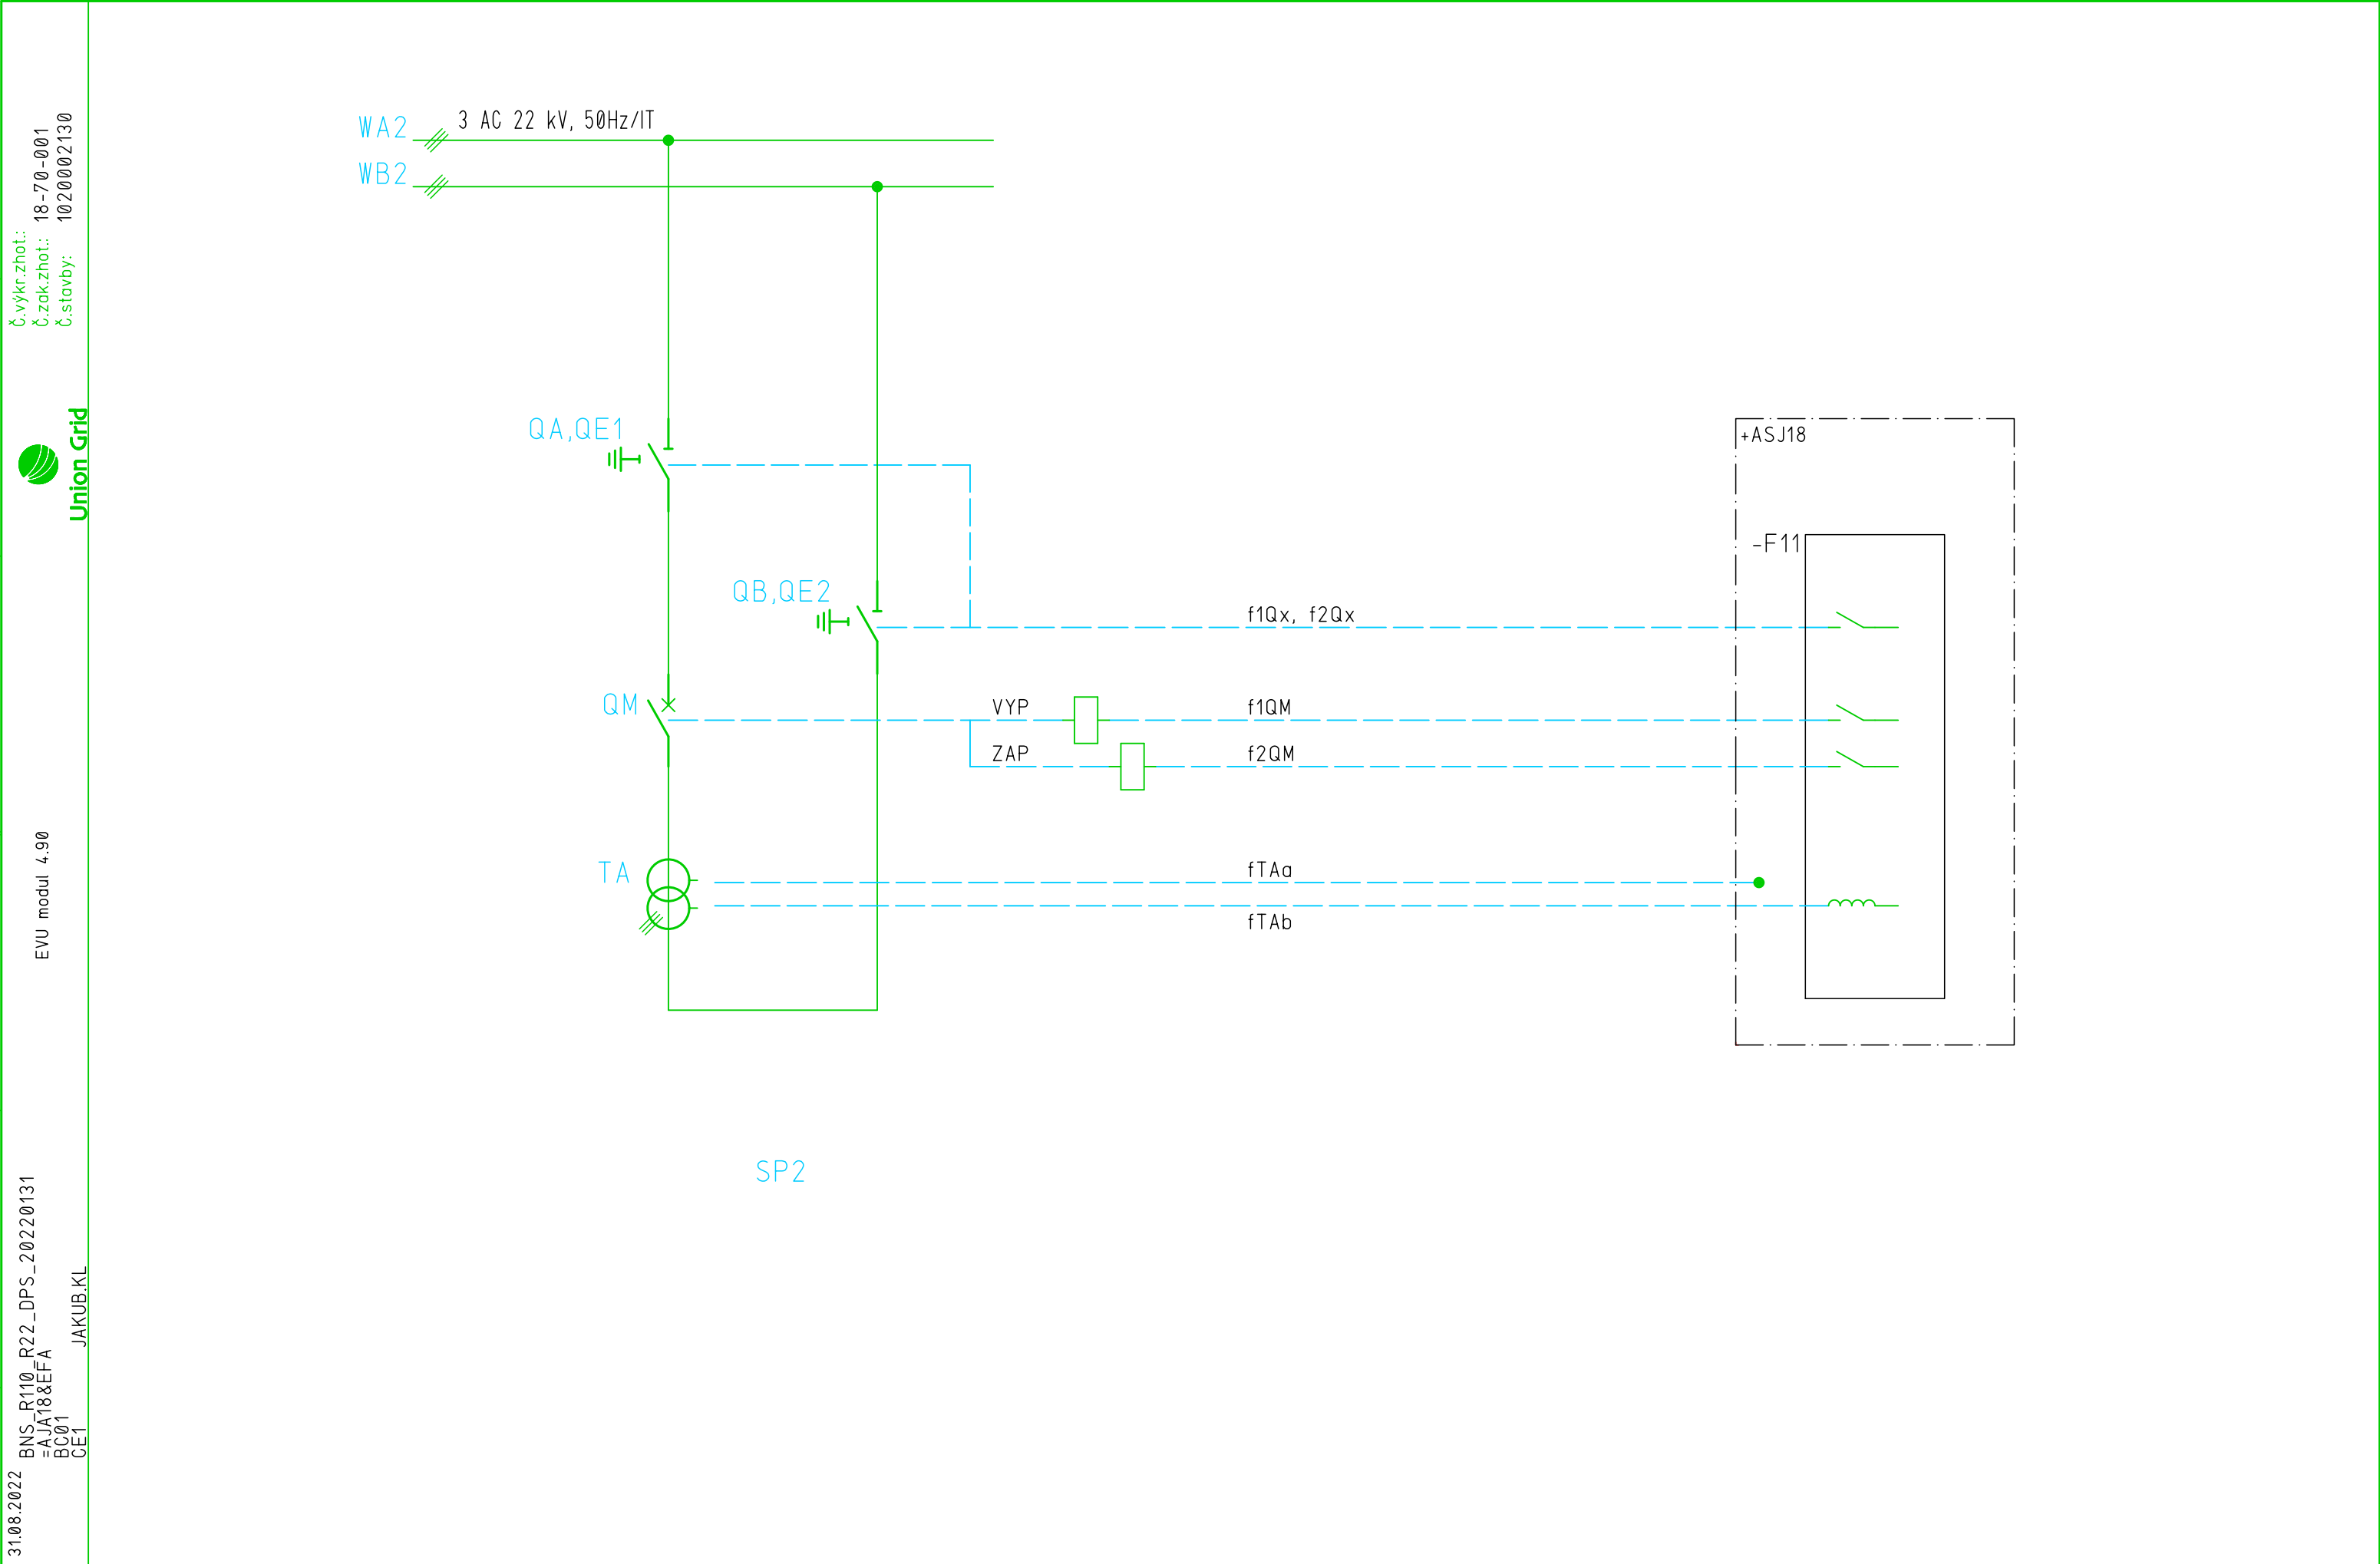 WA2
3 AC 22 kV, 50Hz/IT
WB2
QA,QE1
+ASJ18
-F11
QB,QE2
f1Qx, f2Qx
QM
VYP
f1QM
ZAP
f2QM
TA
fTAa
fTAb
SP2
Č.výkr.zhot.:
Č.zak.zhot.: 18-70-001
Č.stavby: 1020002130
Union Grid
EVU modul 4.90
BNS_R110_R22_DPS_20220131
=AJA18&EFA
BC01
CE1 JAKUB.KL
31.08.2022